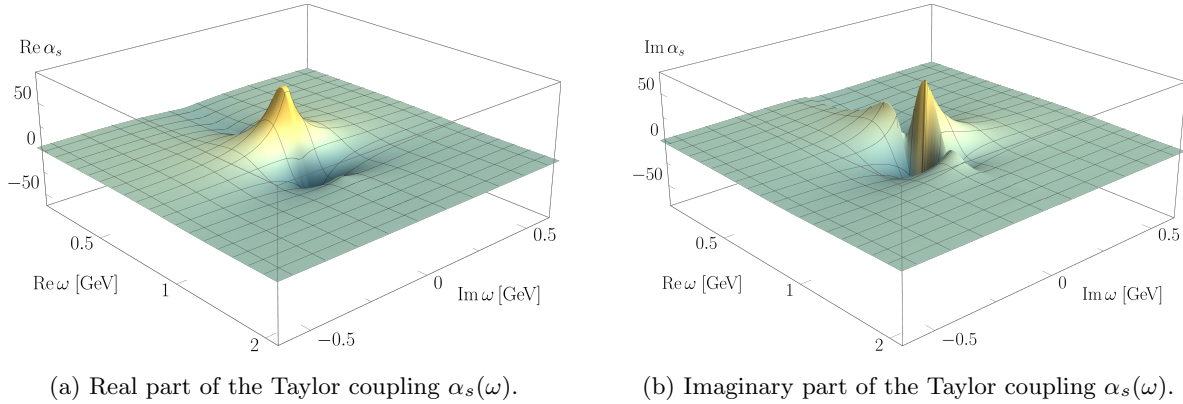 Re αₛ
50
0
−50
0.5
Re ω [GeV]
1
2
−0.5
0
Im ω [GeV]
0.5
Im αₛ
50
0
−50
0.5
Re ω [GeV]
1
2
−0.5
0
Im ω [GeV]
0.5
(a) Real part of the Taylor coupling αₛ(ω).
(b) Imaginary part of the Taylor coupling αₛ(ω).